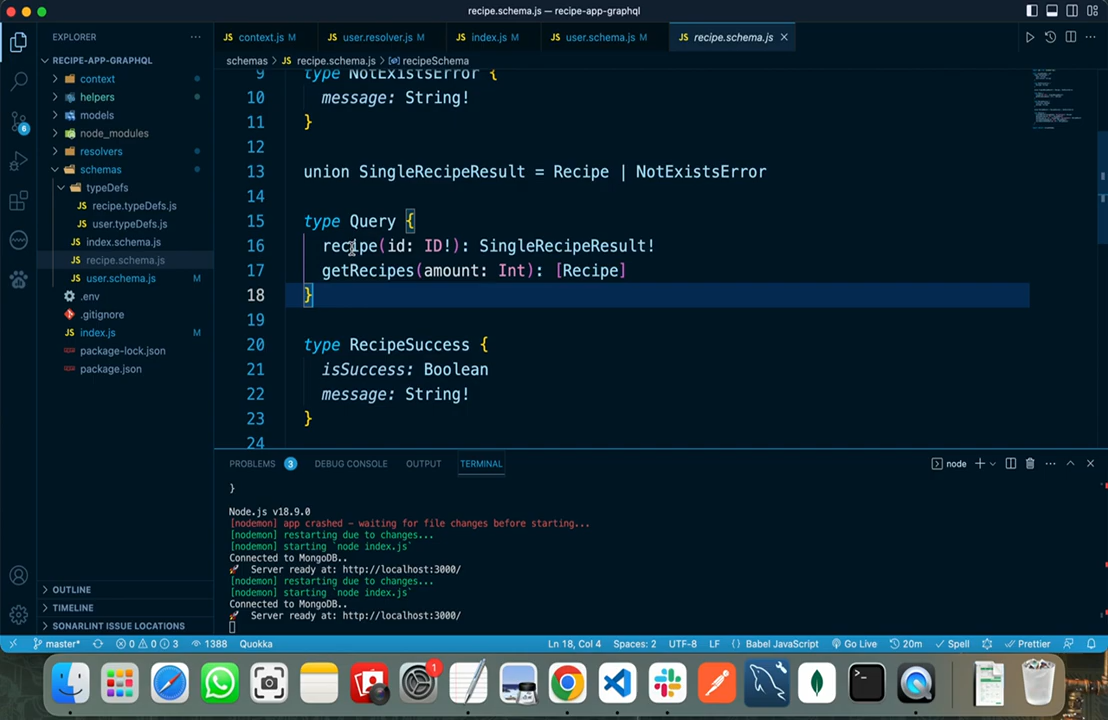 recipe.schema.js — recipe-app-graphql
EXPLORER
context.js M
user.resolver.js M
index.js M
user.schema.js M
recipe.schema.js
RECIPE-APP-GRAPHQL
context
helpers
models
node_modules
resolvers
schemas
typeDefs
recipe.typeDefs.js
user.typeDefs.js
index.schema.js
recipe.schema.js
user.schema.js M
.env
.gitignore
index.js M
package-lock.json
package.json
OUTLINE
TIMELINE
SONARLINT ISSUE LOCATIONS
6
schemas > recipe.schema.js > recipeSchema
9 type NotExistsError {
10 message: String!
11 }
12
13 union SingleRecipeResult = Recipe | NotExistsError
14
15 type Query {
16 recipe(id: ID!): SingleRecipeResult!
17 getRecipes(amount: Int): [Recipe]
18 }
19
20 type RecipeSuccess {
21 isSuccess: Boolean
22 message: String!
23 }
24
PROBLEMS 3 DEBUG CONSOLE OUTPUT TERMINAL
node
}
Node.js v18.9.0
[nodemon] app crashed - waiting for file changes before starting...
[nodemon] restarting due to changes...
[nodemon] starting `node index.js`
Connected to MongoDB..
🚀 Server ready at: http://localhost:3000/
[nodemon] restarting due to changes...
[nodemon] starting `node index.js`
Connected to MongoDB..
🚀 Server ready at: http://localhost:3000/
master* 0 0 3 1388 Quokka Ln 18, Col 4 Spaces: 2 UTF-8 LF Babel JavaScript Go Live 20m Spell Prettier
1